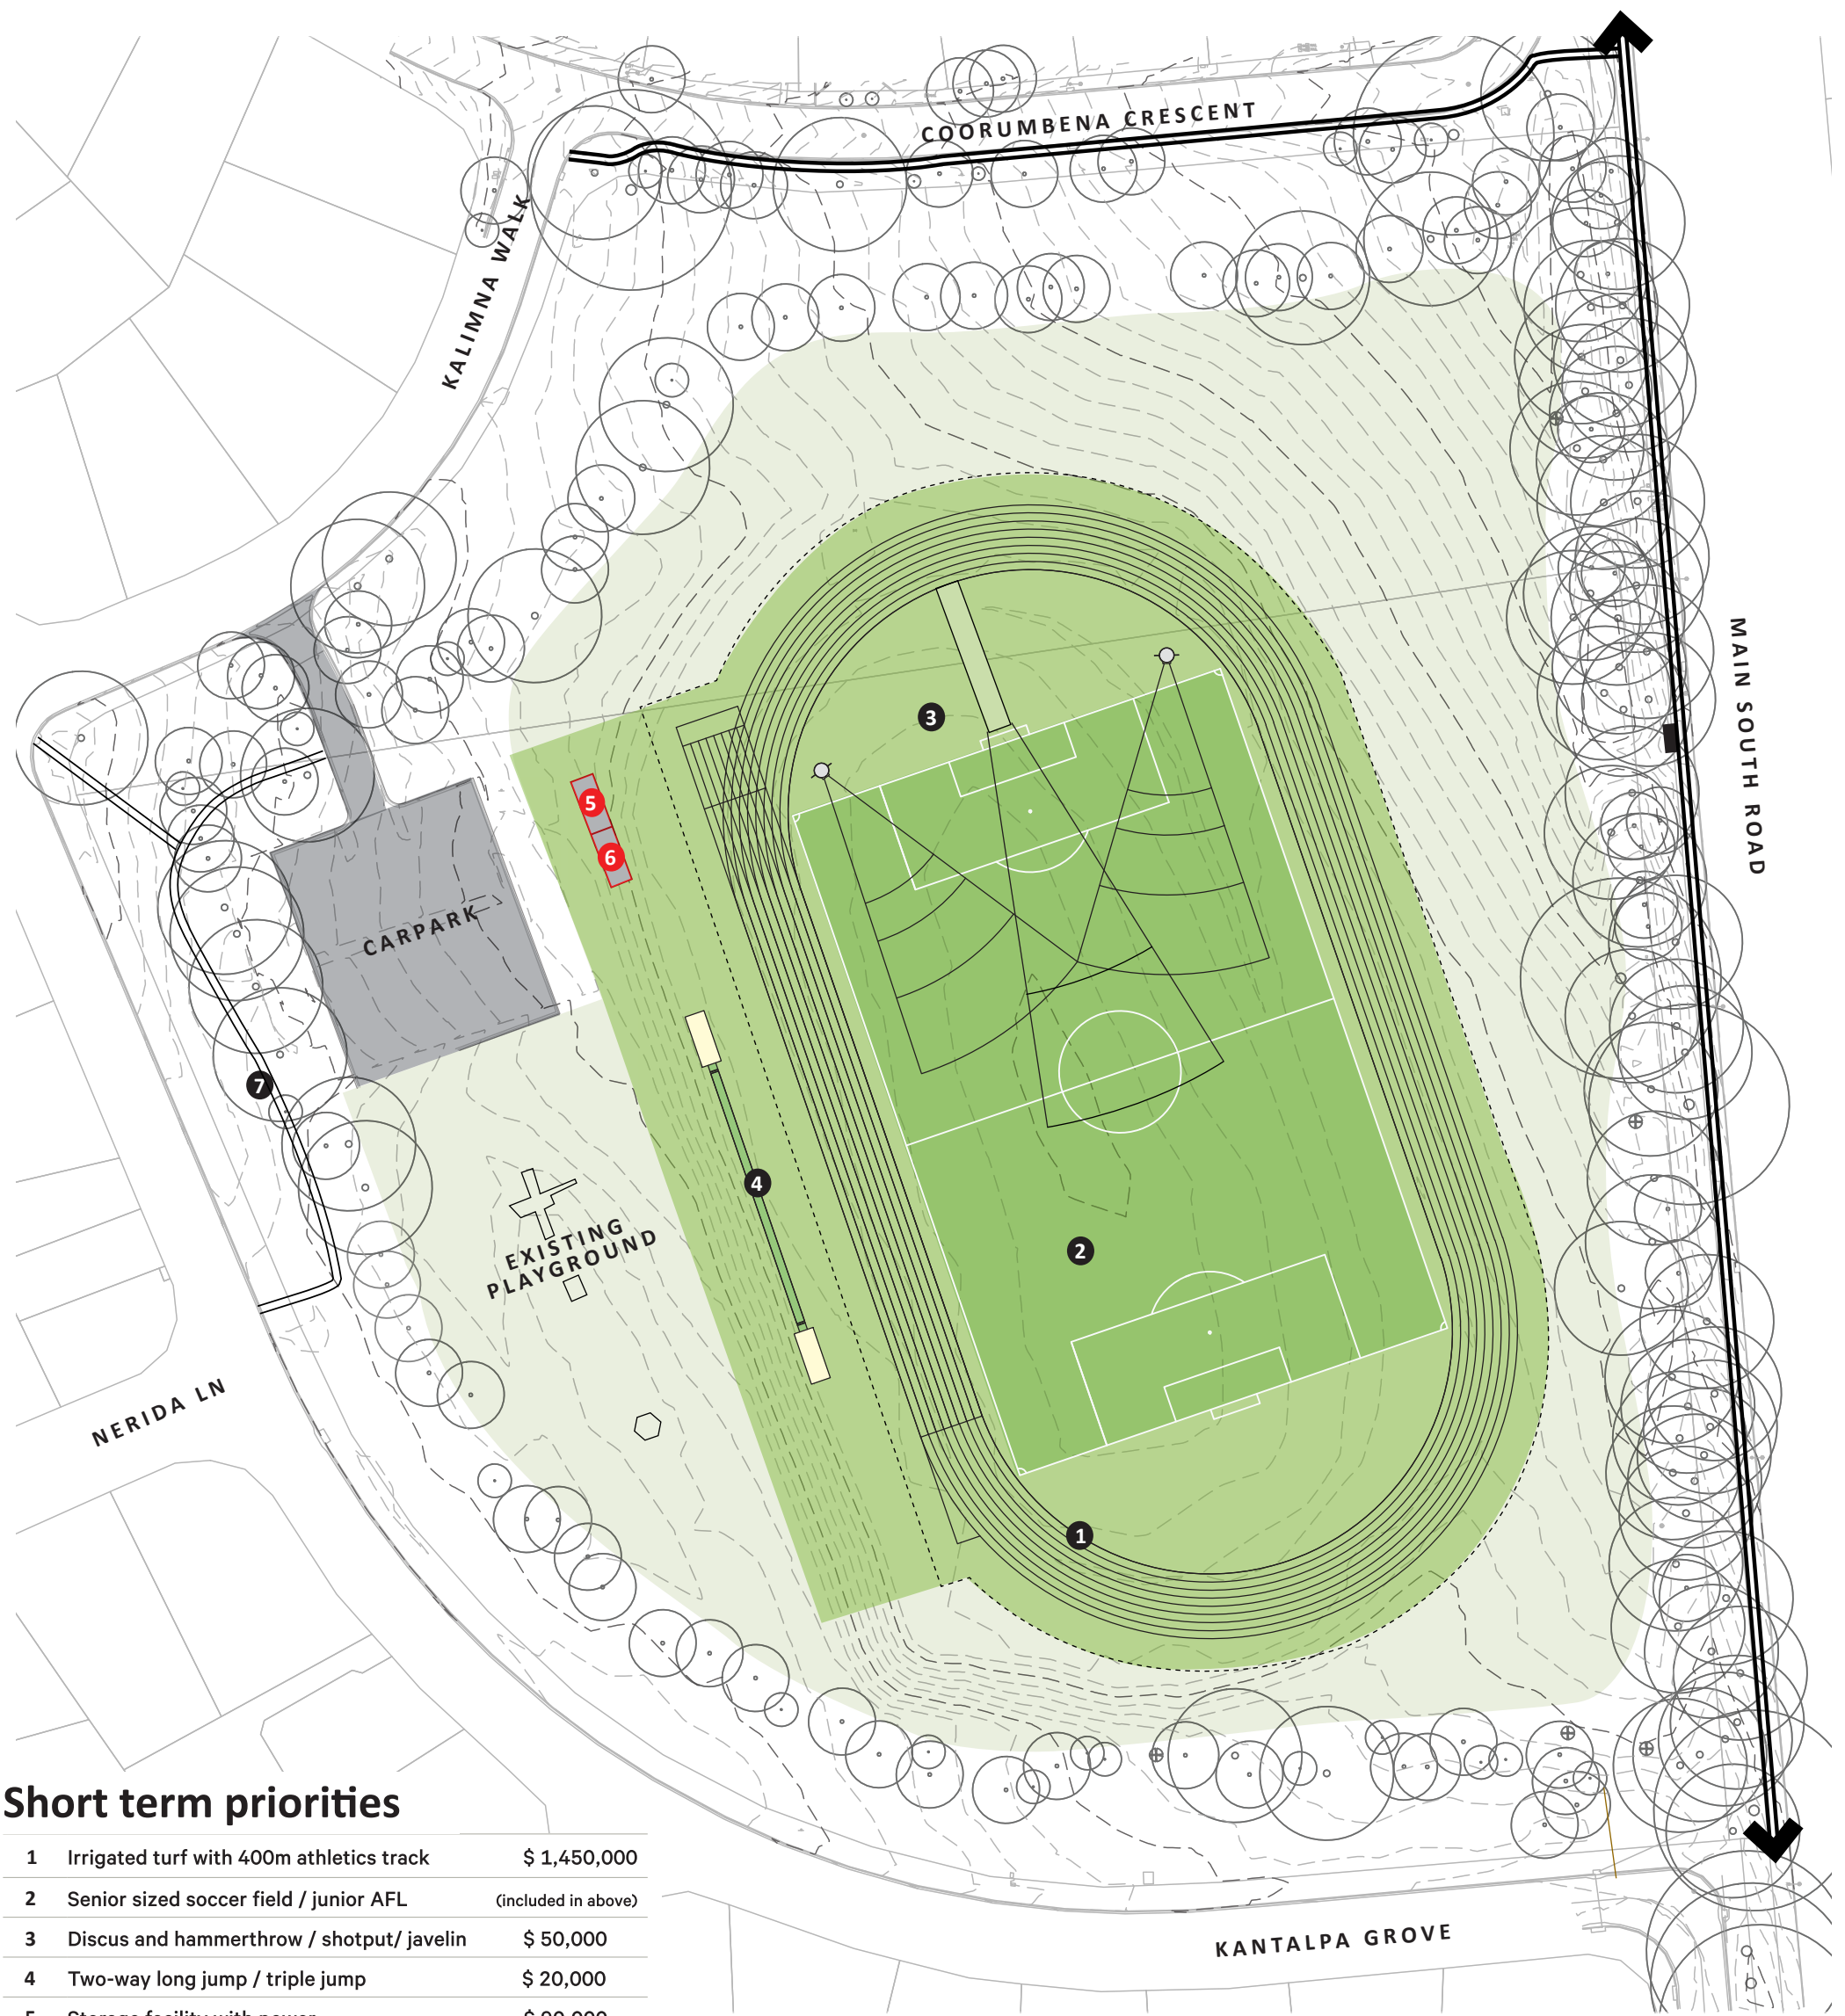 COORUMBENA CRESCENT
KALIMNA WALK
MAIN SOUTH ROAD
3
5
6
CARPARK
7
4
EXISTING
PLAYGROUND
2
NERIDA LN
1
Short term priorities
1 Irrigated turf with 400m athletics track $ 1,450,000
2 Senior sized soccer field / junior AFL (included in above)
3 Discus and hammerthrow / shotput/ javelin $ 50,000
4 Two-way long jump / triple jump $ 20,000
KANTALPA GROVE